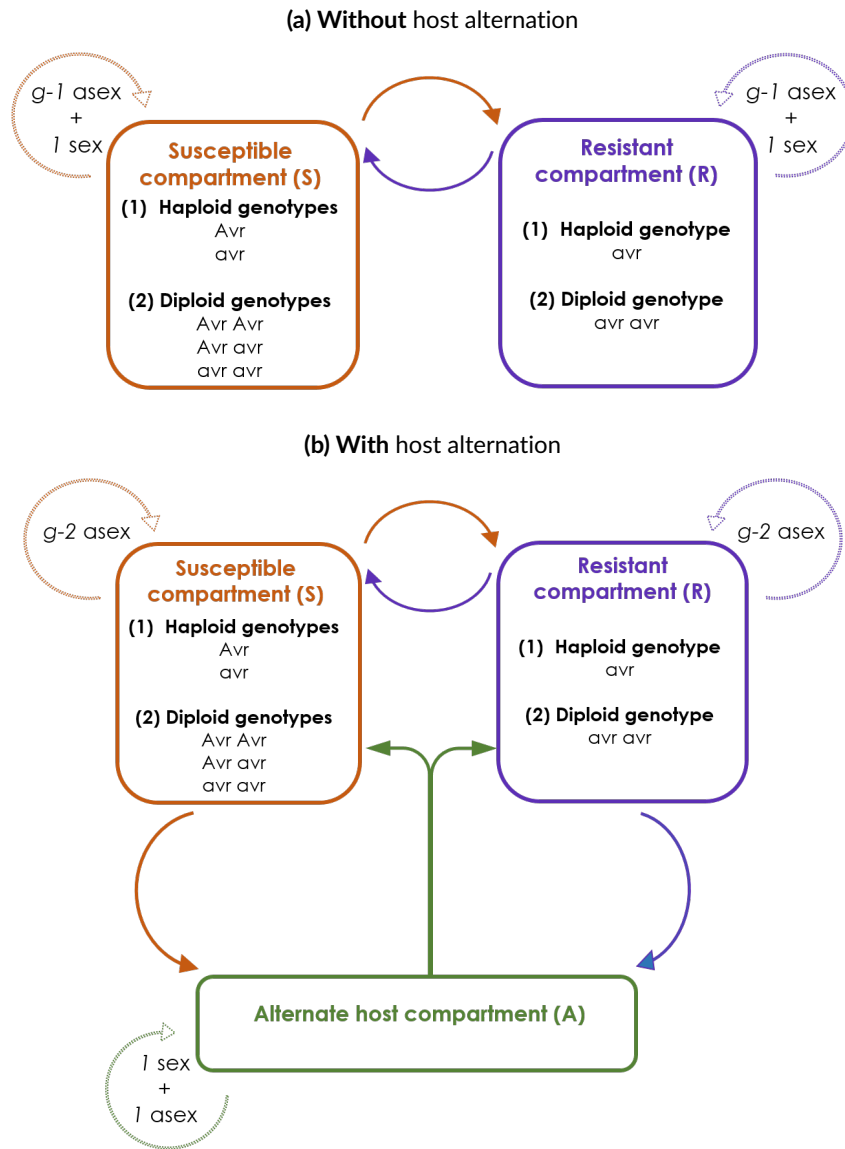 (a) Without host alternation
g-1 asex
+
1 sex
Susceptible
compartment (S)
(1) Haploid genotypes
Avr
avr
(2) Diploid genotypes
Avr Avr
Avr avr
avr avr
Resistant
compartment (R)
(1) Haploid genotype
avr
(2) Diploid genotype
avr avr
g-1 asex
+
1 sex
(b) With host alternation
g-2 asex
Susceptible
compartment (S)
(1) Haploid genotypes
Avr
avr
(2) Diploid genotypes
Avr Avr
Avr avr
avr avr
Resistant
compartment (R)
(1) Haploid genotype
avr
(2) Diploid genotype
avr avr
g-2 asex
Alternate host compartment (A)
1 sex
+
1 asex